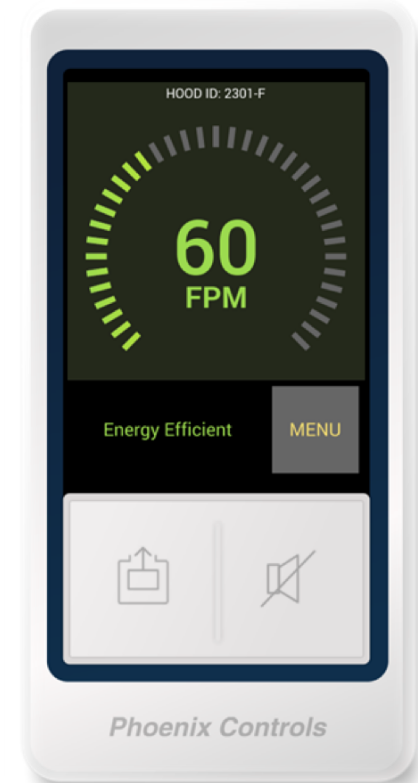 HOOD ID: 2301-F
60
FPM
Energy Efficient
MENU
Phoenix Controls